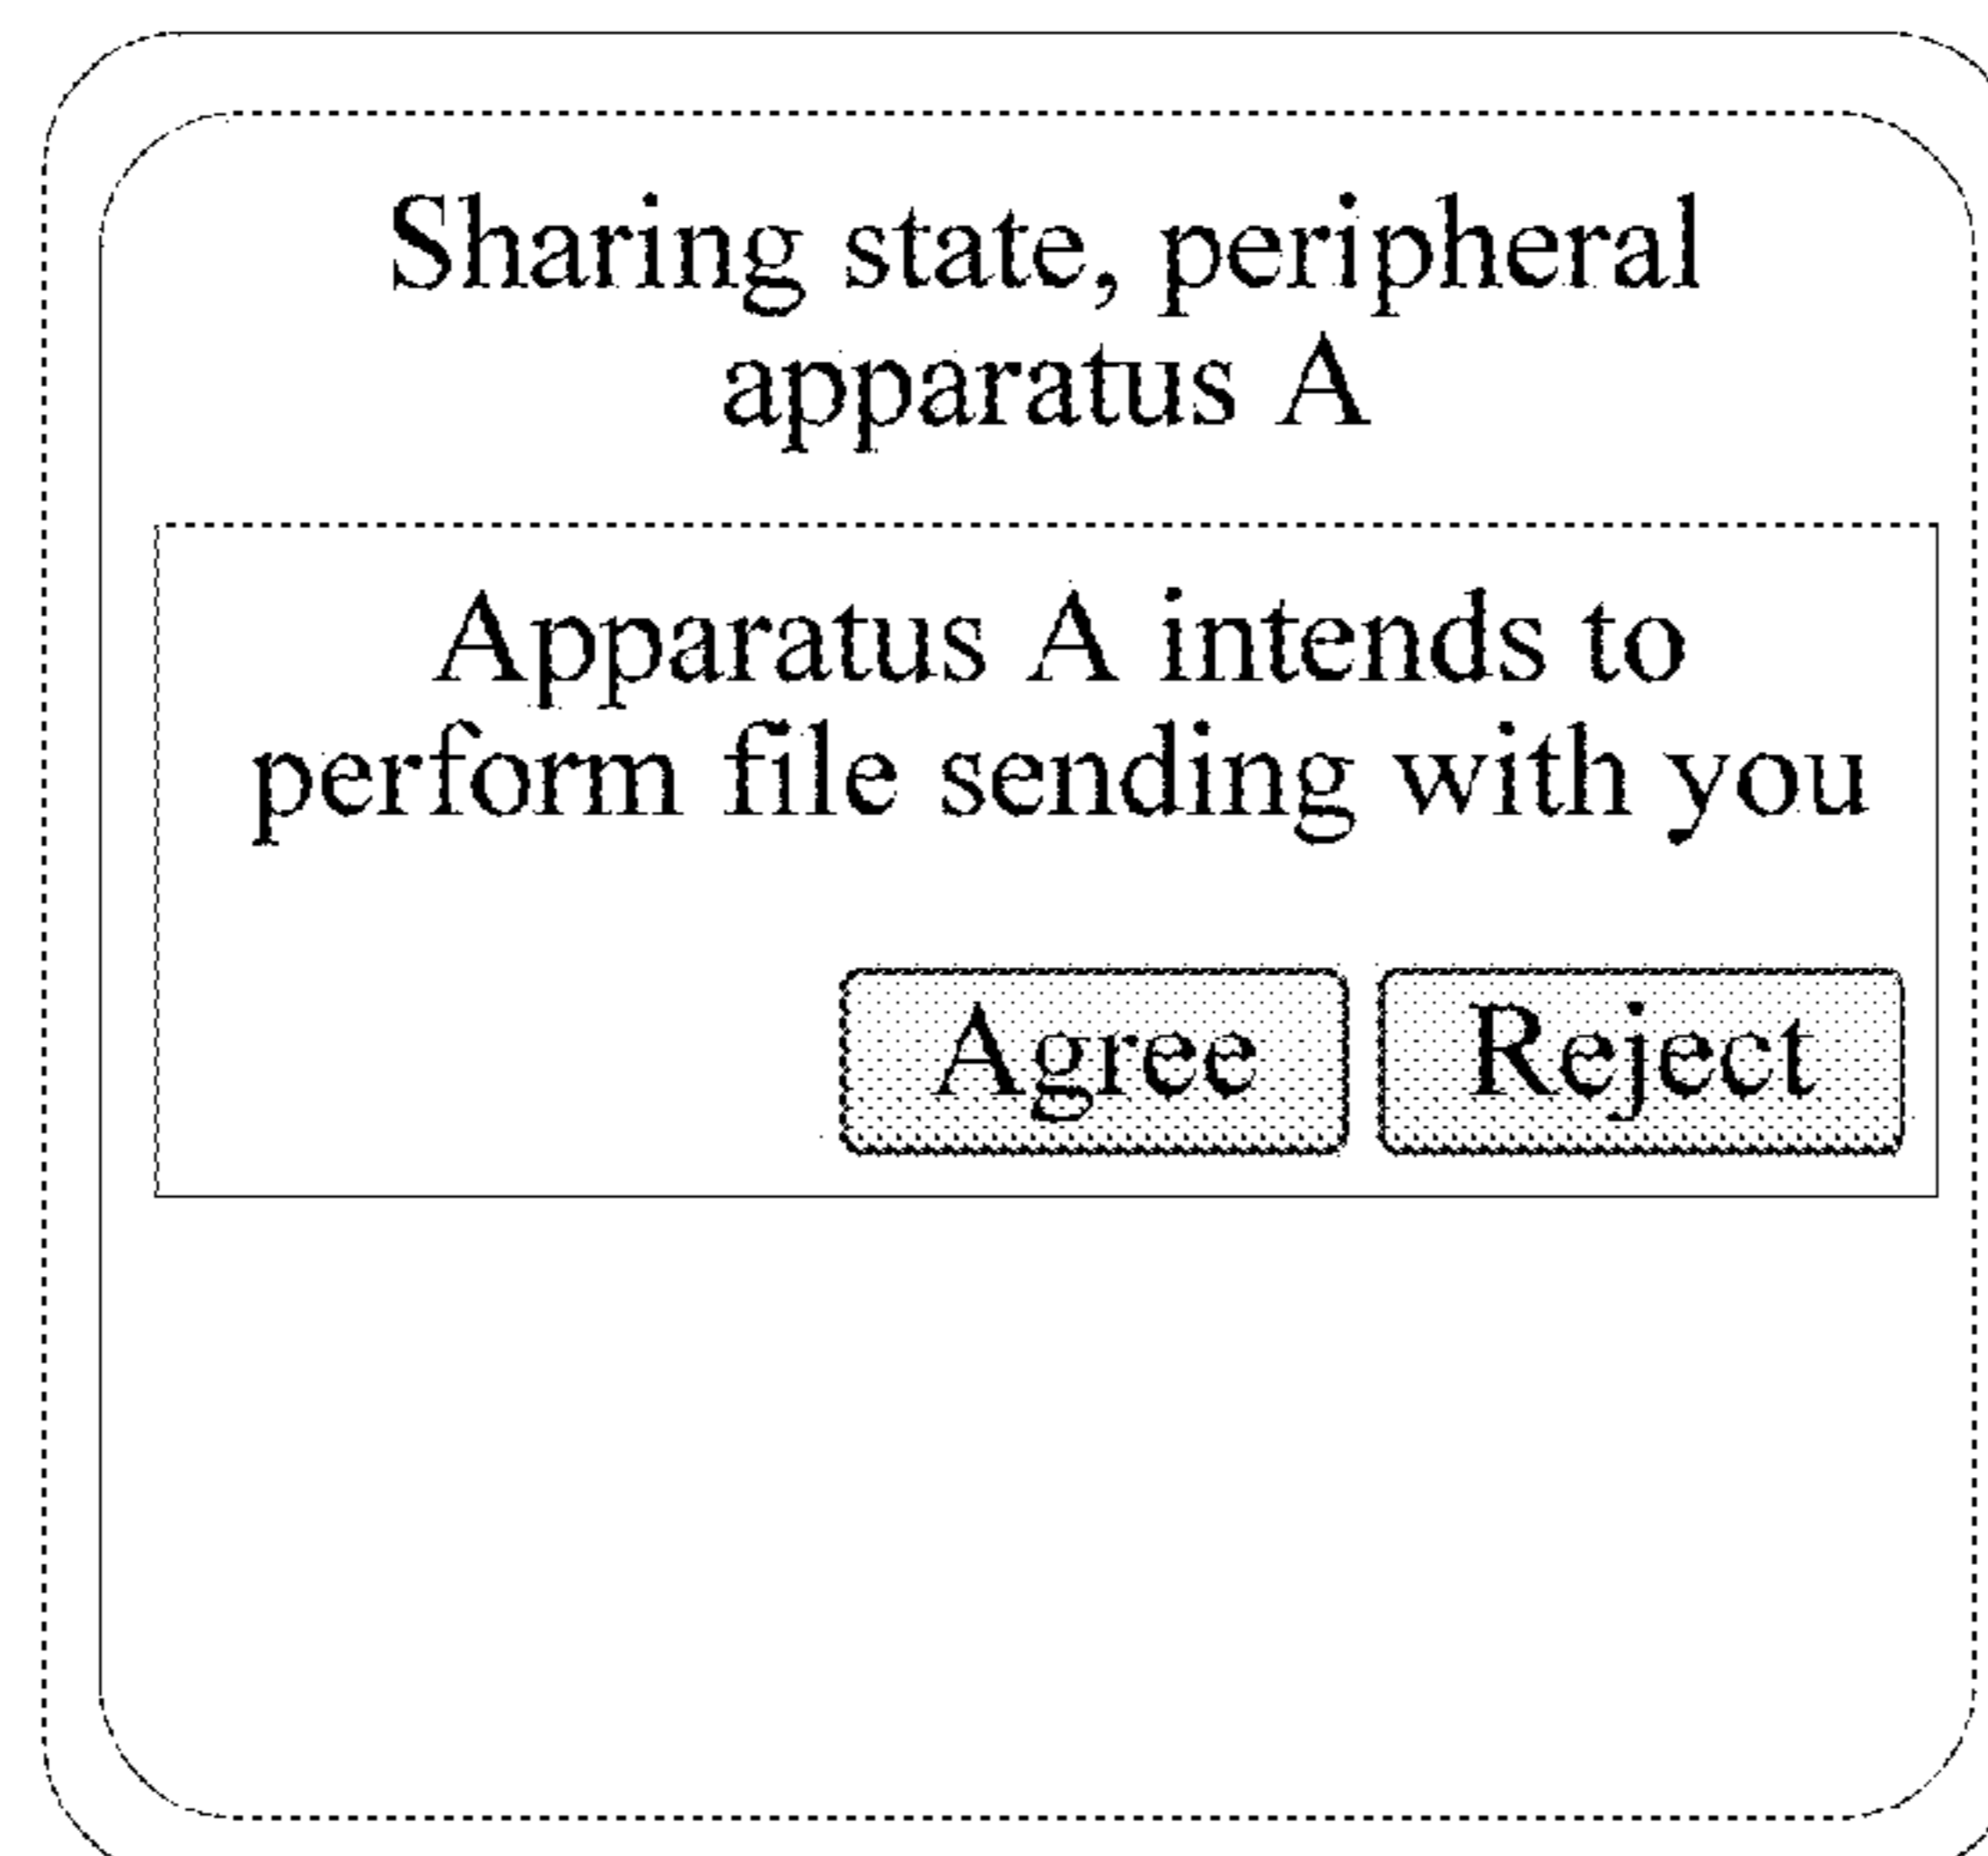 Sharing state, peripheral
apparatus A
Apparatus A intends to
perform file sending with you
Agree Reject